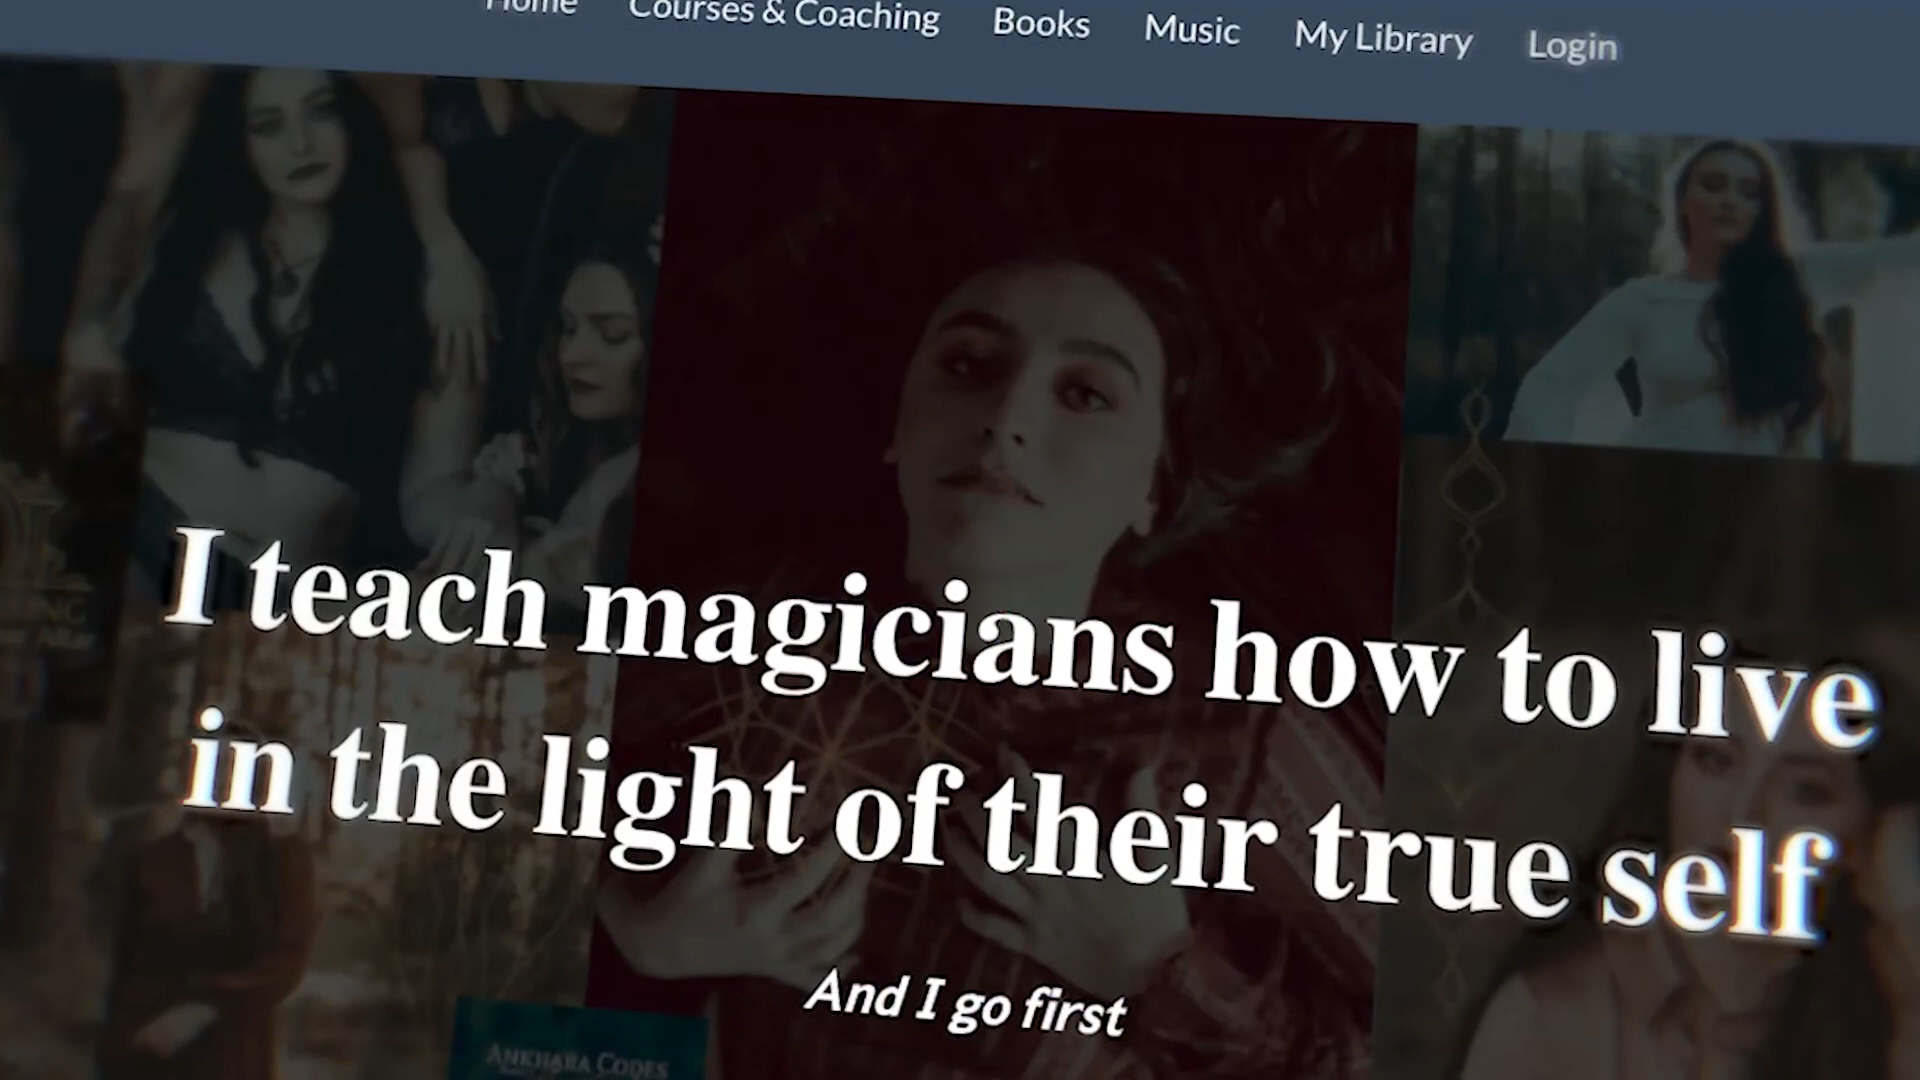 Home Courses & Coaching Books Music My Library Login
I teach magicians how to live
in the light of their true self
And I go first
ANKHARA CODES